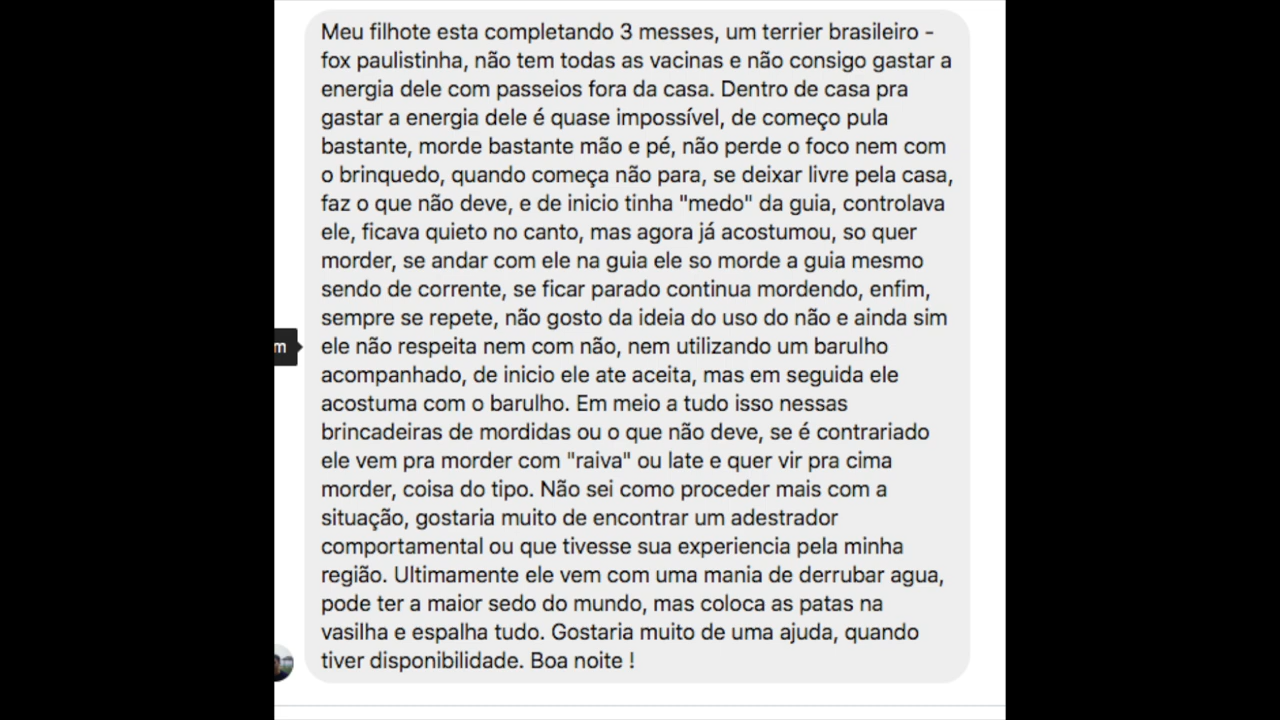 Meu filhote esta completando 3 messes, um terrier brasileiro -
fox paulistinha, não tem todas as vacinas e não consigo gastar a
energia dele com passeios fora da casa. Dentro de casa pra
gastar a energia dele é quase impossível, de começo pula
bastante, morde bastante mão e pé, não perde o foco nem com
o brinquedo, quando começa não para, se deixar livre pela casa,
faz o que não deve, e de inicio tinha "medo" da guia, controlava
ele, ficava quieto no canto, mas agora já acostumou, so quer
morder, se andar com ele na guia ele so morde a guia mesmo
sendo de corrente, se ficar parado continua mordendo, enfim,
sempre se repete, não gosto da ideia do uso do não e ainda sim
m
ele não respeita nem com não, nem utilizando um barulho
acompanhado, de inicio ele ate aceita, mas em seguida ele
acostuma com o barulho. Em meio a tudo isso nessas
brincadeiras de mordidas ou o que não deve, se é contrariado
ele vem pra morder com "raiva" ou late e quer vir pra cima
morder, coisa do tipo. Não sei como proceder mais com a
situação, gostaria muito de encontrar um adestrador
comportamental ou que tivesse sua experiencia pela minha
região. Ultimamente ele vem com uma mania de derrubar agua,
pode ter a maior sedo do mundo, mas coloca as patas na
vasilha e espalha tudo. Gostaria muito de uma ajuda, quando
tiver disponibilidade. Boa noite !